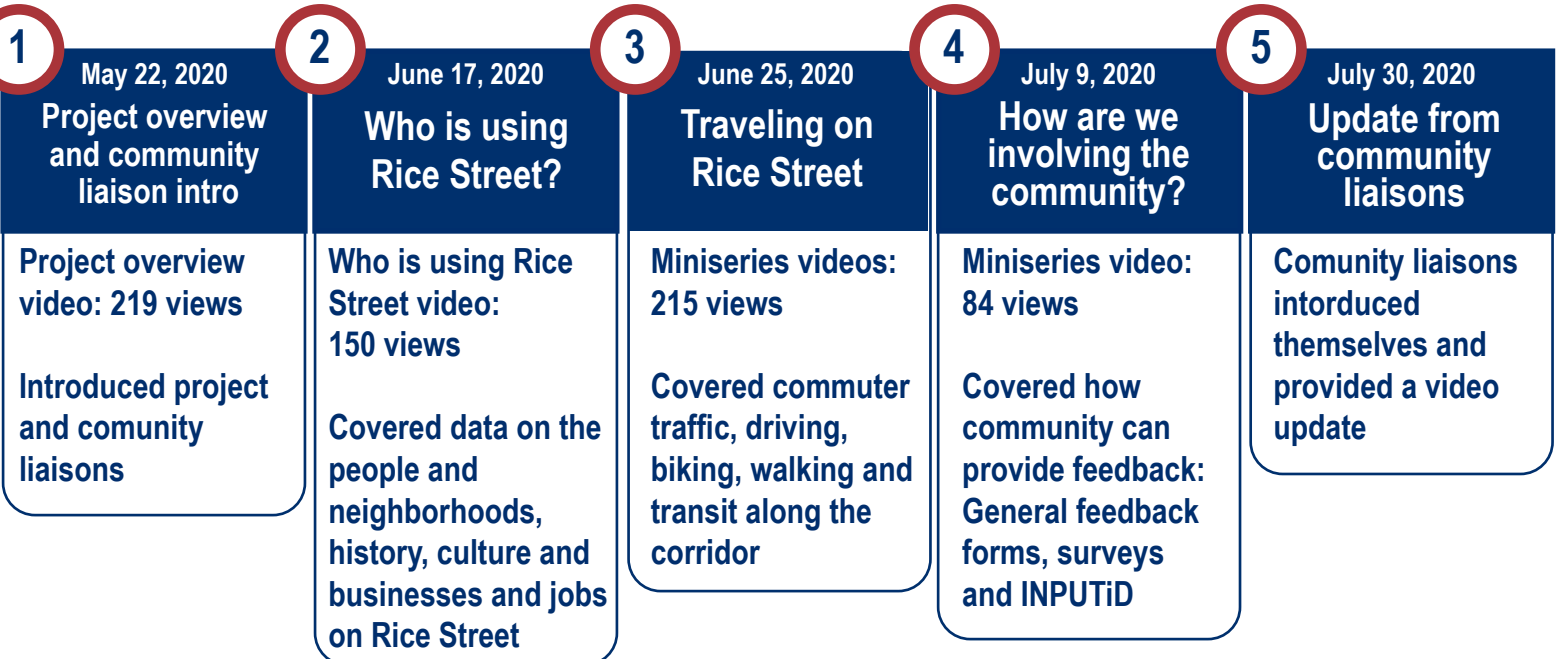 1
May 22, 2020
Project overview
and community
liaison intro
Project overview
video: 219 views
Introduced project
and comunity
liaisons
2
June 17, 2020
Who is using
Rice Street?
Who is using Rice
Street video:
150 views
Covered data on the
people and
neighborhoods,
history, culture and
businesses and jobs
on Rice Street
3
June 25, 2020
Traveling on
Rice Street
Miniseries videos:
215 views
Covered commuter
traffic, driving,
biking, walking and
transit along the
corridor
4
July 9, 2020
How are we
involving the
community?
Miniseries video:
84 views
Covered how
community can
provide feedback:
General feedback
forms, surveys
and INPUTiD
5
July 30, 2020
Update from
community
liaisons
Comunity liaisons
intorduced
themselves and
provided a video
update